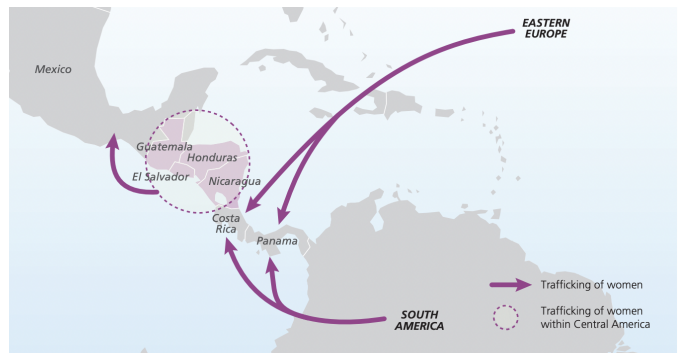 EASTERN
EUROPE
Mexico
Guatemala
Honduras
El Salvador
Nicaragua
Costa
Rica
Panama
Trafficking of women
SOUTH
AMERICA
Trafficking of women
within Central America